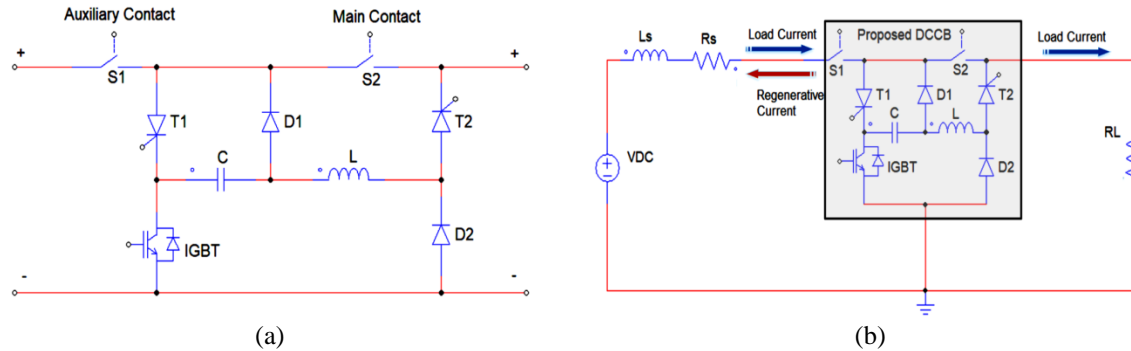 Auxiliary Contact
Main Contact
+
+
S1
S2
T1
D1
T2
C
L
IGBT
D2
-
-
(a)
Ls
Rs
Load Current
Proposed DCCB
Load Current
S1
S2
Regenerative
Current
T1
D1
T2
C
L
VDC
IGBT
D2
RL
(b)